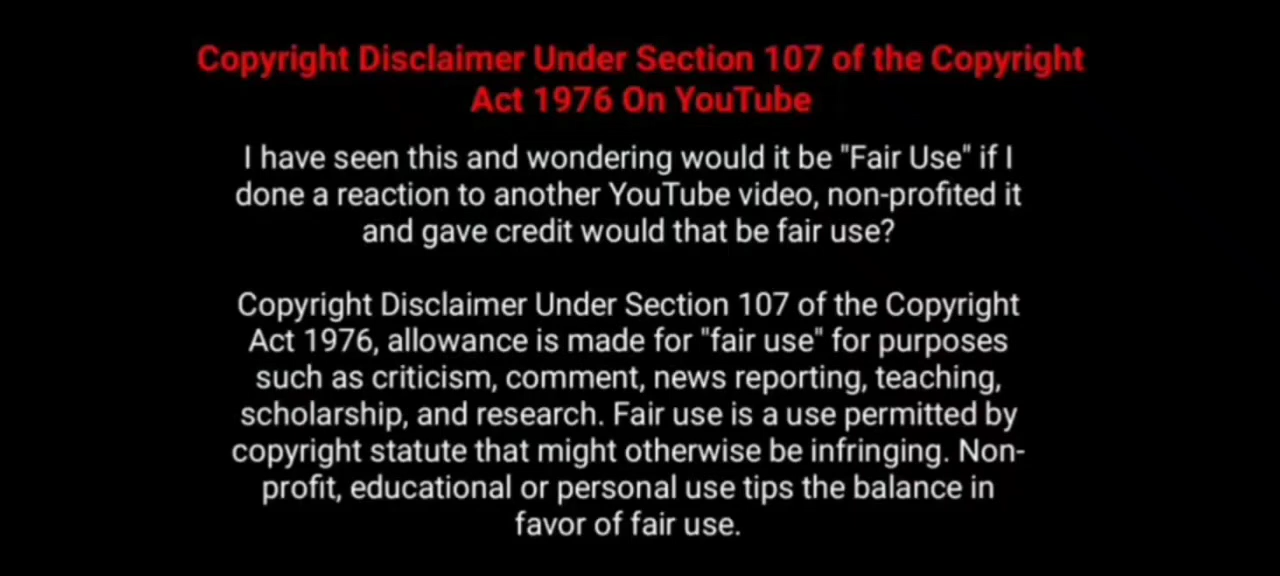 Copyright Disclaimer Under Section 107 of the Copyright
Act 1976 On YouTube
I have seen this and wondering would it be "Fair Use" if I
done a reaction to another YouTube video, non-profited it
and gave credit would that be fair use?
Copyright Disclaimer Under Section 107 of the Copyright
Act 1976, allowance is made for "fair use" for purposes
such as criticism, comment, news reporting, teaching,
scholarship, and research. Fair use is a use permitted by
copyright statute that might otherwise be infringing. Non-
profit, educational or personal use tips the balance in
favor of fair use.